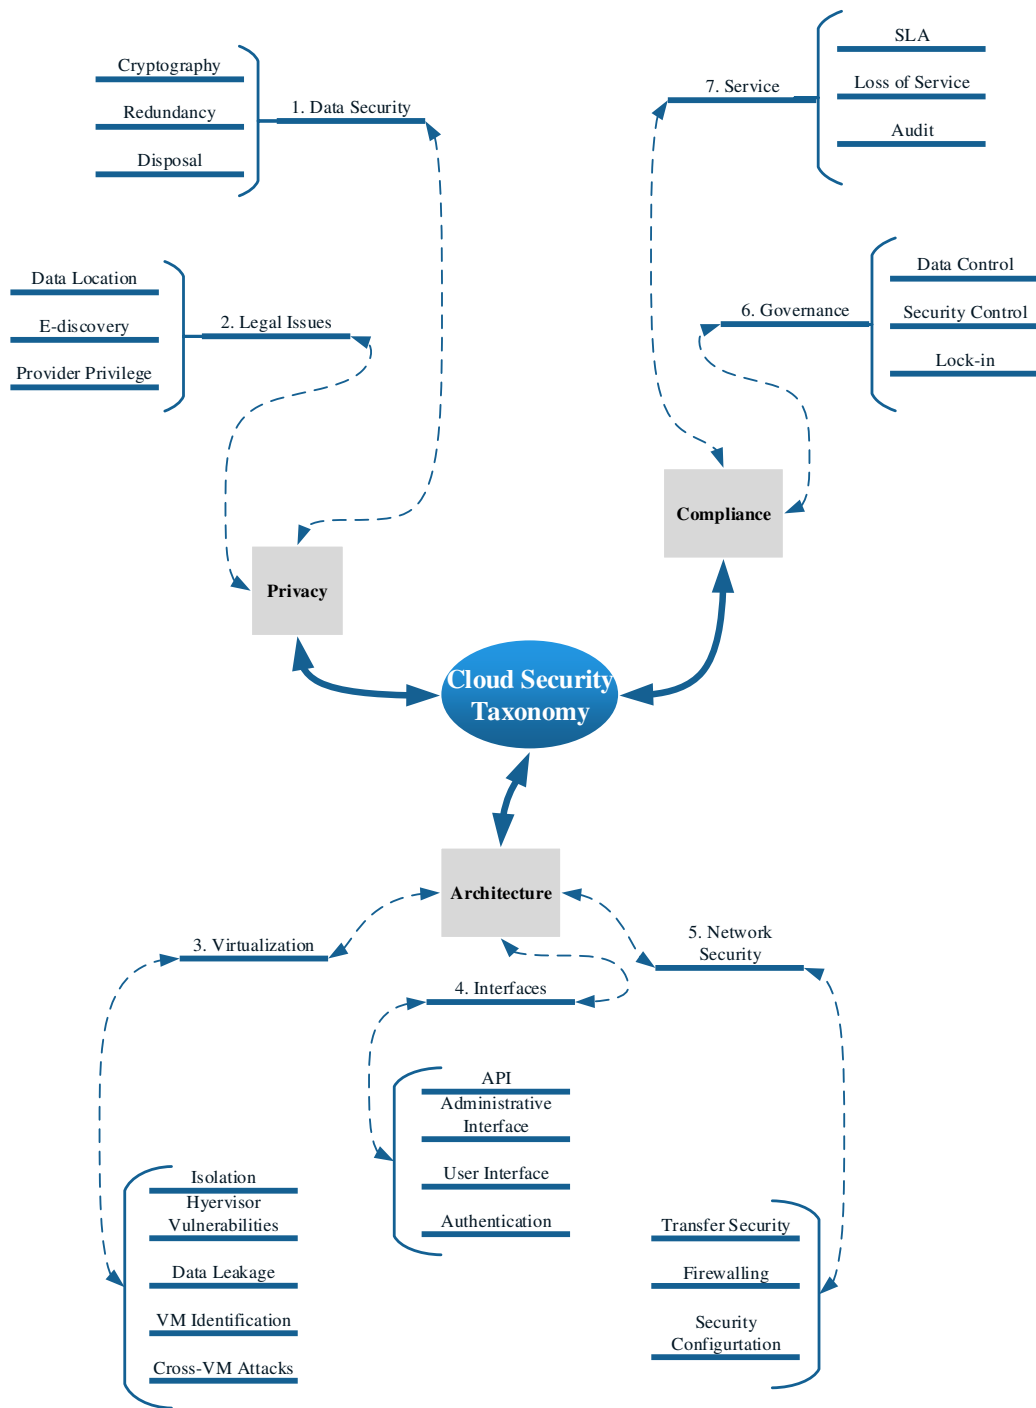 Cryptography
Redundancy
Disposal
1. Data Security
Data Location
E-discovery
Provider Privilege
2. Legal Issues
SLA
Loss of Service
Audit
7. Service
Data Control
Security Control
Lock-in
6. Governance
Compliance
Privacy
Cloud Security
Taxonomy
Architecture
3. Virtualization
4. Interfaces
5. Network
Security
API
Administrative
Interface
User Interface
Authentication
Isolation
Hyervisor
Vulnerabilities
Data Leakage
VM Identification
Cross-VM Attacks
Transfer Security
Firewalling
Security
Configurtation